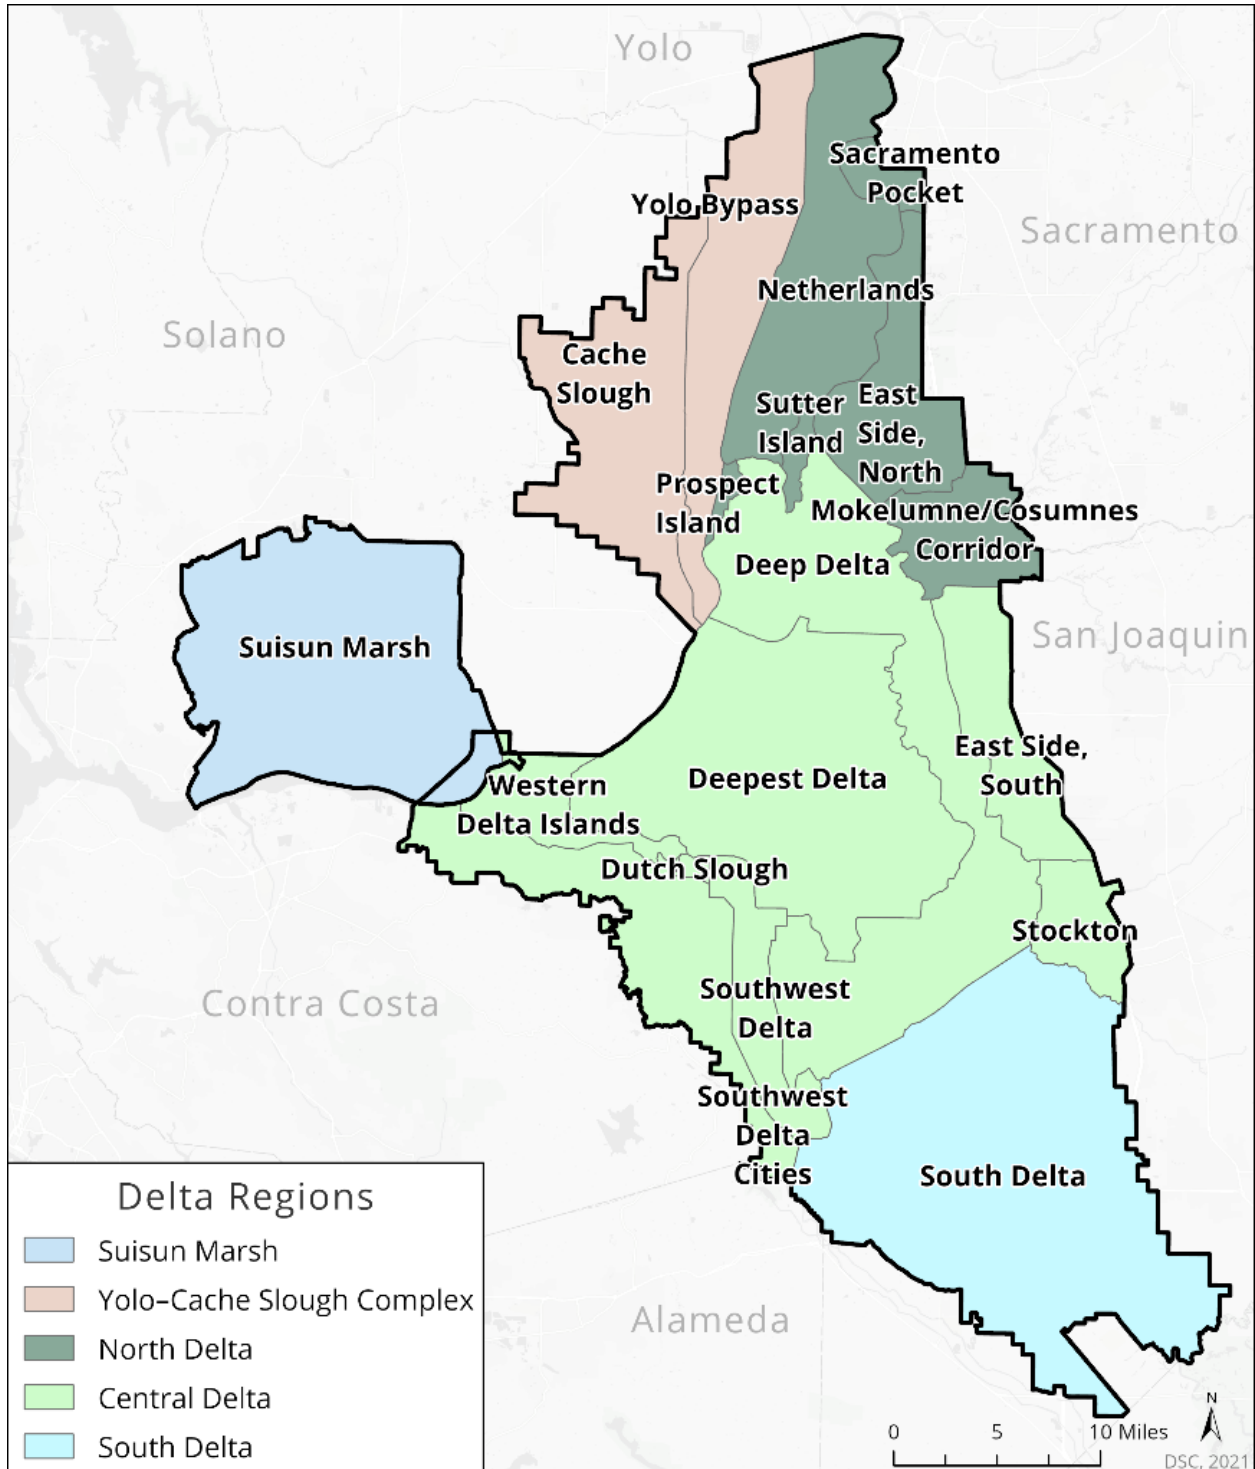 Yolo
Sacramento
Pocket
Yolo Bypass
Sacramento
Netherlands
Solano
Cache
Slough
Sutter
Island
East
Side,
North
Prospect
Island
Mokelumne/Cosumnes
Corridor
Deep Delta
Suisun Marsh
San Joaquin
East Side,
South
Deepest Delta
Western
Delta Islands
Dutch Slough
Stockton
Contra Costa
Southwest
Delta
Southwest
Delta
Cities
South Delta
Alameda
Delta Regions
Suisun Marsh
Yolo–Cache Slough Complex
North Delta
Central Delta
South Delta
N
0 5 10 Miles
DSC, 2021